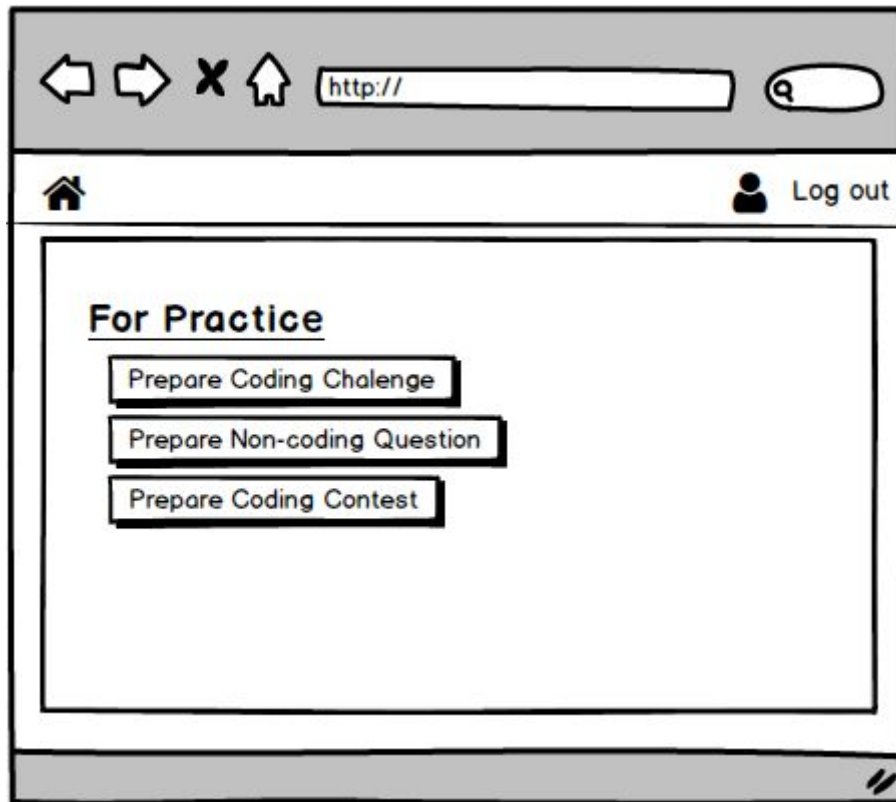 http://
Log out
For Practice
Prepare Coding Chalenge
Prepare Non-coding Question
Prepare Coding Contest